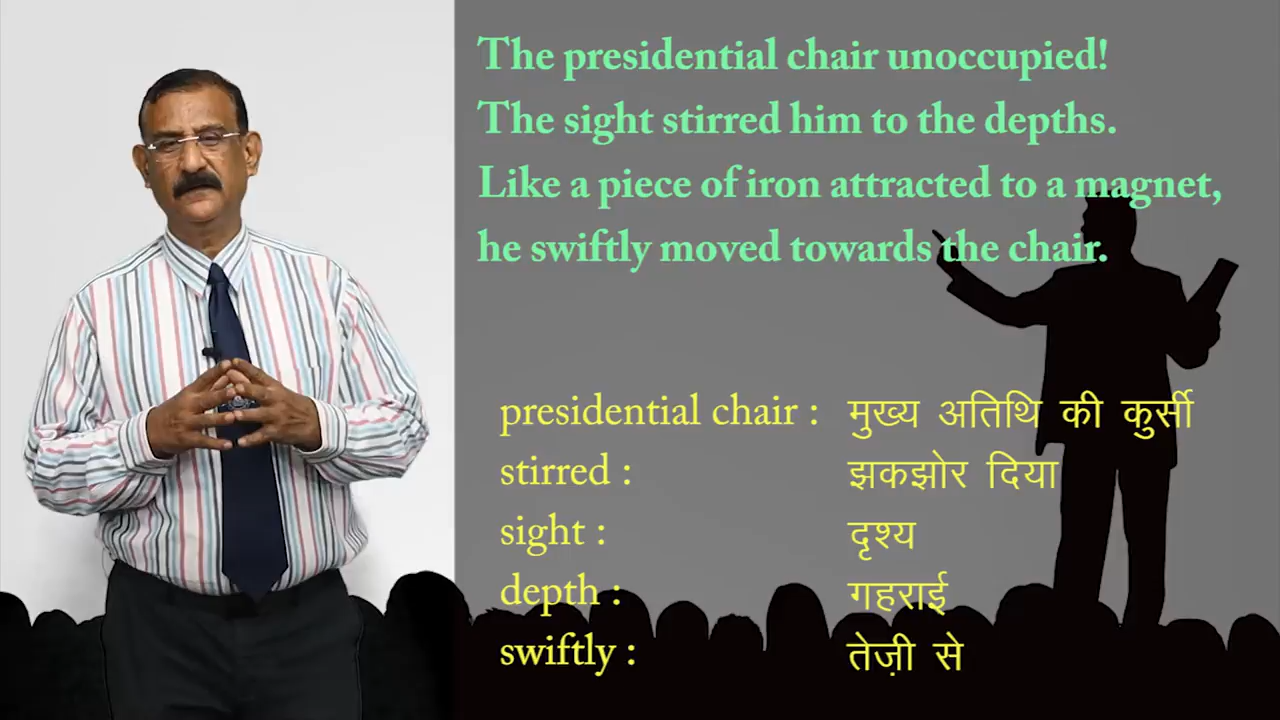 The presidential chair unoccupied!
The sight stirred him to the depths.
Like a piece of iron attracted to a magnet,
he swiftly moved towards the chair.
presidential chair : मुख्य अतिथि की कुर्सी
stirred : झकझोर दिया
sight : दृश्य
depth : गहराई
swiftly : तेज़ी से